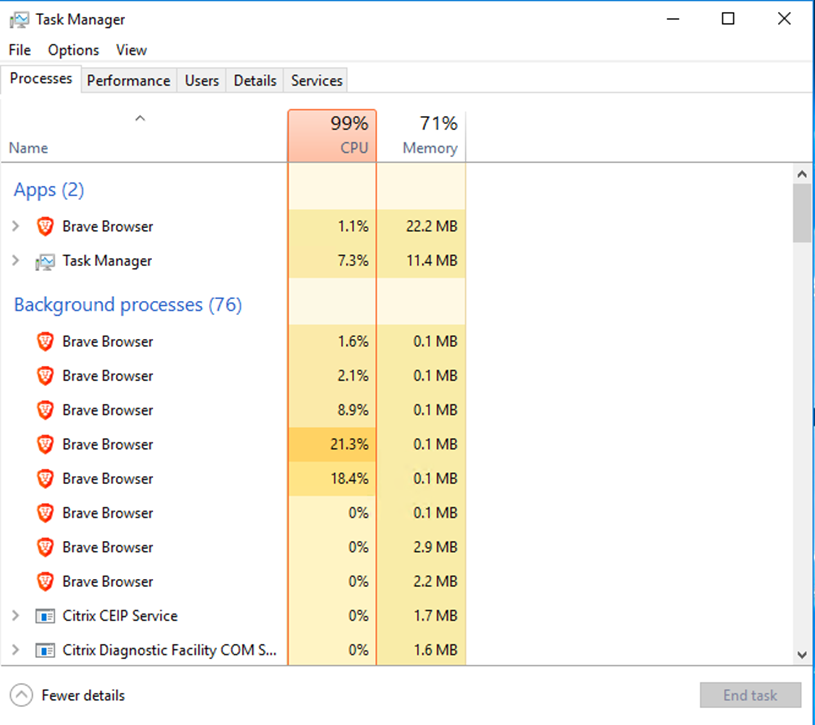 Task Manager
File Options View
Processes Performance Users Details Services
99% 71%
Name CPU Memory
Apps (2)
Brave Browser 1.1% 22.2 MB
Task Manager 7.3% 11.4 MB
Background processes (76)
Brave Browser 1.6% 0.1 MB
Brave Browser 2.1% 0.1 MB
Brave Browser 8.9% 0.1 MB
Brave Browser 21.3% 0.1 MB
Brave Browser 18.4% 0.1 MB
Brave Browser 0% 0.1 MB
Brave Browser 0% 2.9 MB
Brave Browser 0% 2.2 MB
Citrix CEIP Service 0% 1.7 MB
Citrix Diagnostic Facility COM S... 0% 1.6 MB
Fewer details End task